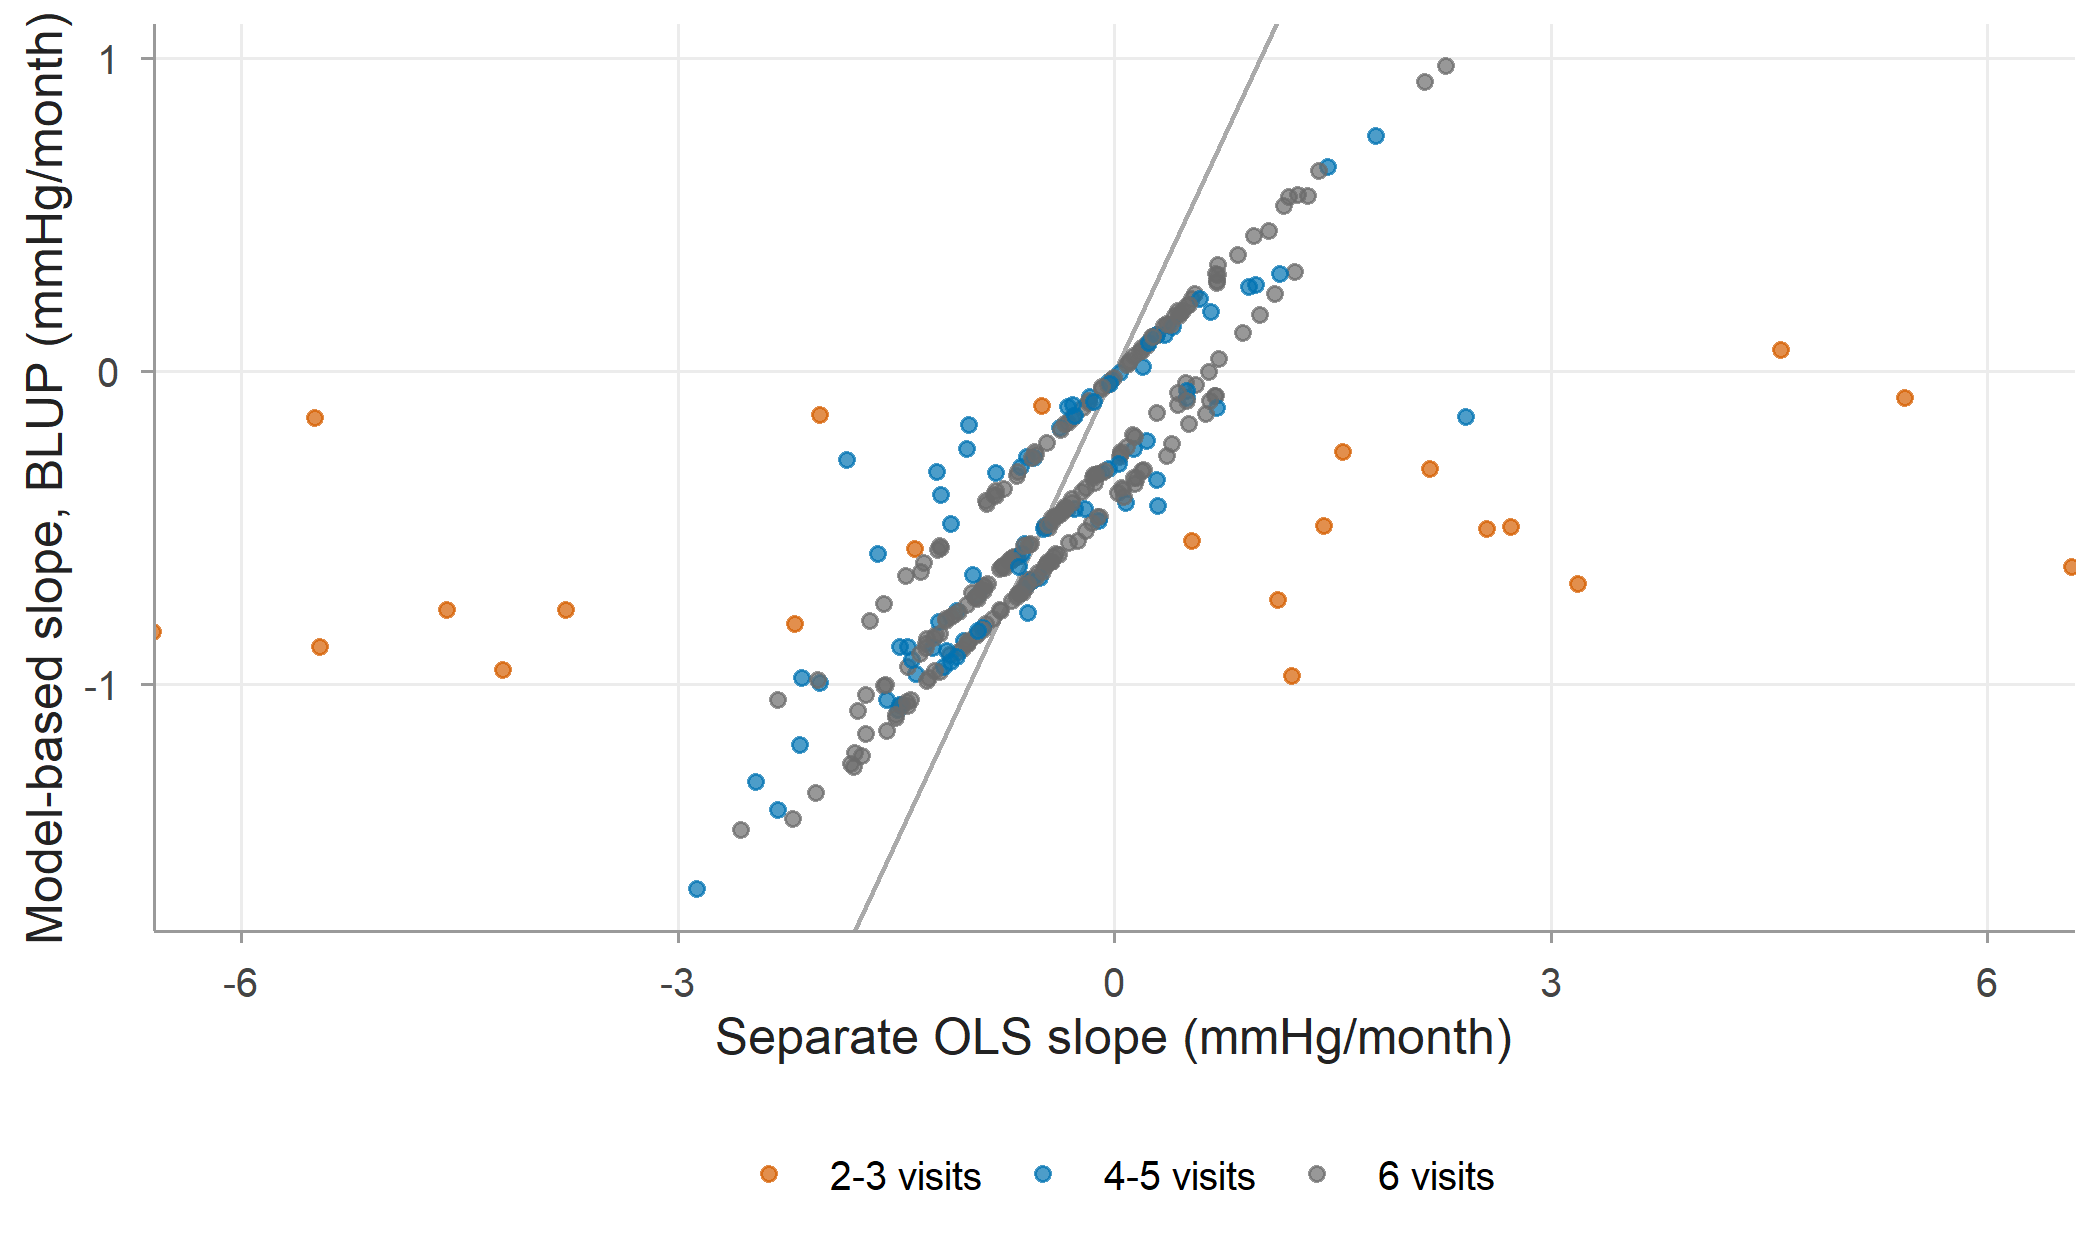 Model-based slope, BLUP (mmHg/month)
1
0
-1
-6 -3 0 3 6
Separate OLS slope (mmHg/month)
2-3 visits 4-5 visits 6 visits